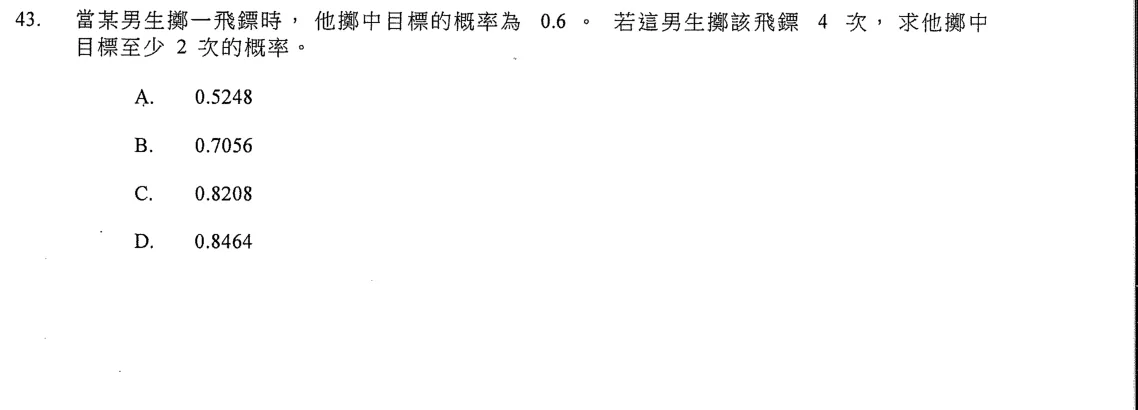 43. 當某男生擲一飛鏢時，他擲中目標的概率為 0.6 。 若這男生擲該飛鏢 4 次，求他擲中
目標至少 2 次的概率。
A. 0.5248
B. 0.7056
C. 0.8208
D. 0.8464